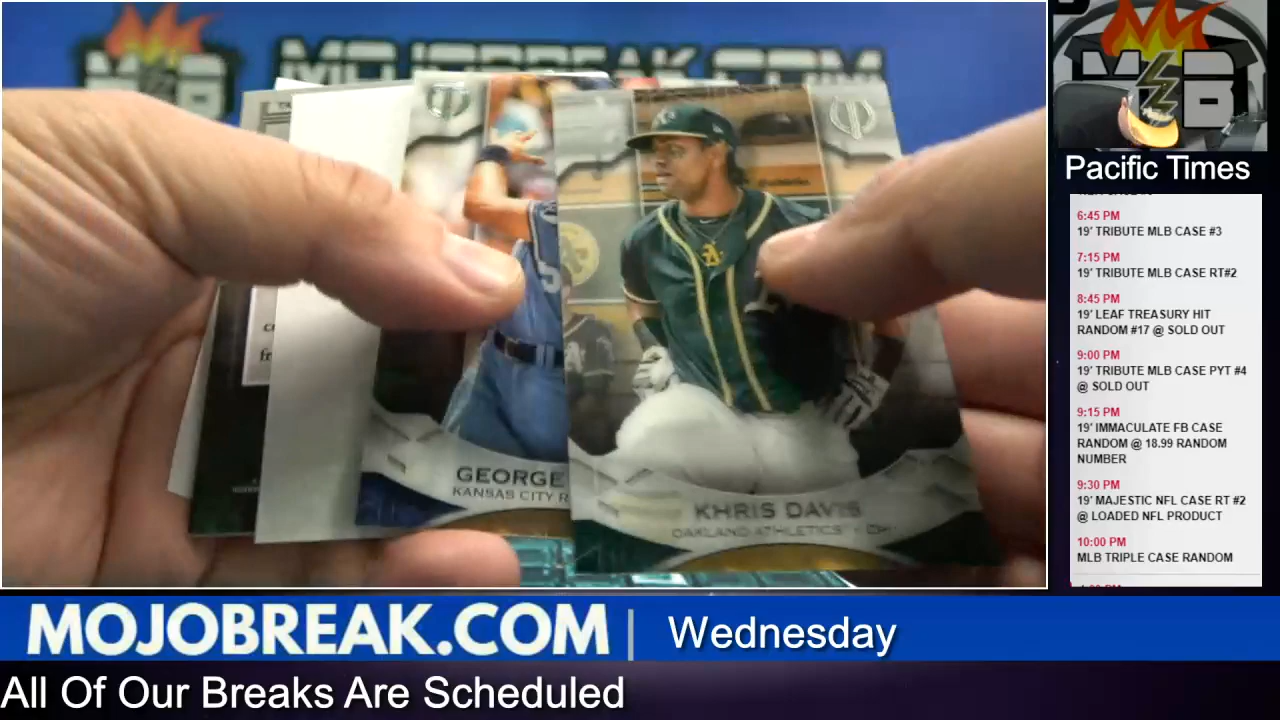 MOJOBREAK.COM
MB
A's
GEORGE
KANSAS CITY R
KHRIS DAVIS
OAKLAND ATHLETICS
Pacific Times
6:45 PM
19' TRIBUTE MLB CASE #3
7:15 PM
19' TRIBUTE MLB CASE RT#2
8:45 PM
19' LEAF TREASURY HIT
RANDOM #17 @ SOLD OUT
9:00 PM
19' TRIBUTE MLB CASE PYT #4
@ SOLD OUT
9:15 PM
19' IMMACULATE FB CASE
RANDOM @ 18.99 RANDOM
NUMBER
9:30 PM
19' MAJESTIC NFL CASE RT #2
@ LOADED NFL PRODUCT
10:00 PM
MLB TRIPLE CASE RANDOM
MOJOBREAK.COM | Wednesday
All Of Our Breaks Are Scheduled